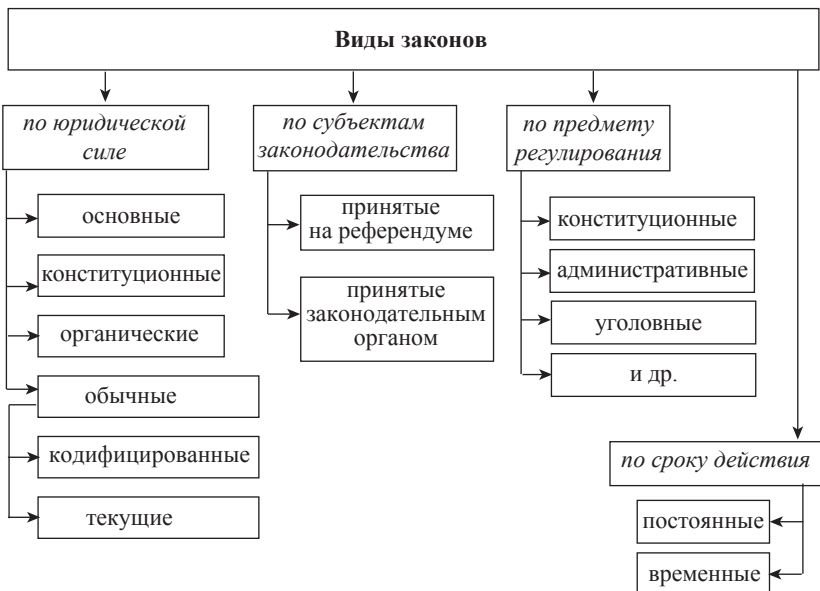 Виды законов
по юридической
силе
основные
конституционные
органические
обычные
кодифицированные
текущие
по субъектам
законодательства
принятые
на референдуме
принятые
законодательным
органом
по предмету
регулирования
конституционные
административные
уголовные
и др.
по сроку действия
постоянные
временные